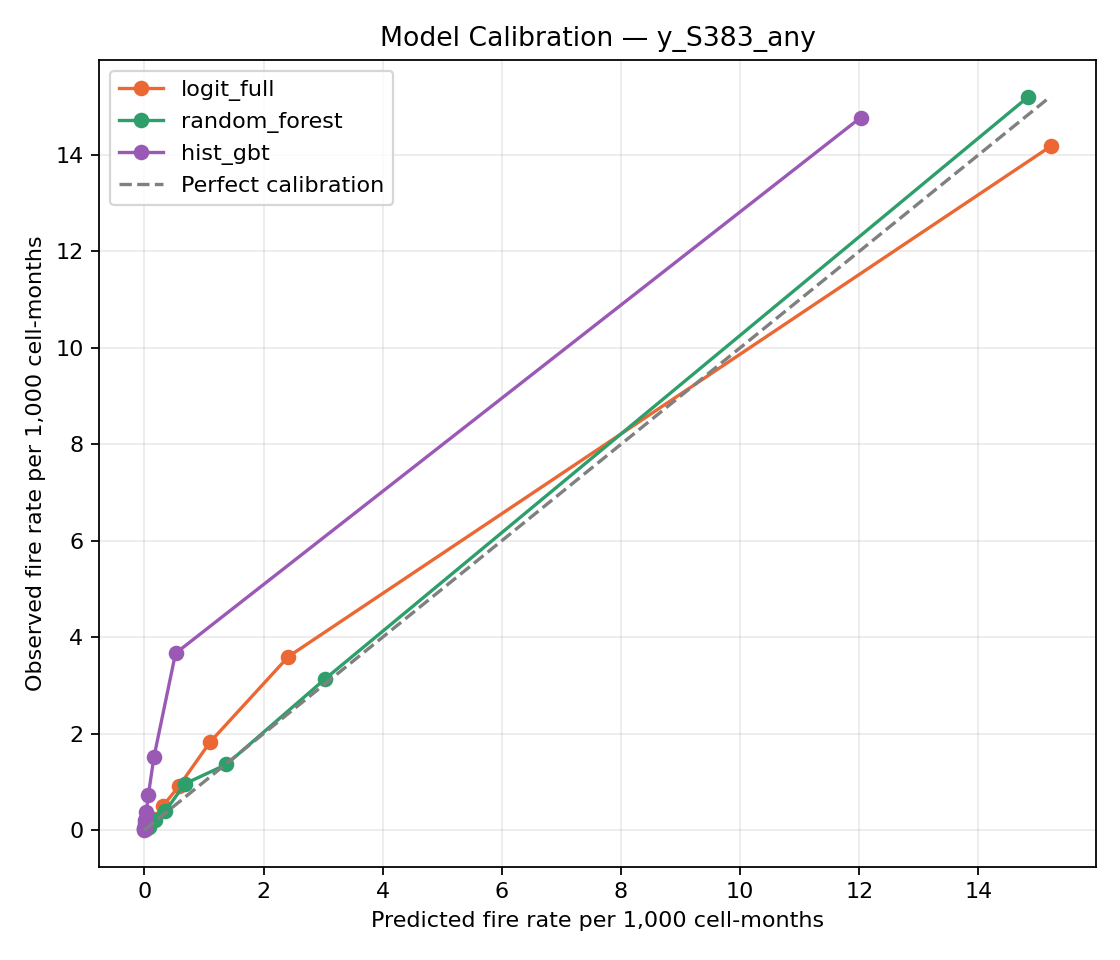 Model Calibration — y_S383_any
logit_full
random_forest
hist_gbt
Perfect calibration
Observed fire rate per 1,000 cell-months
14
12
10
8
6
4
2
0
0 2 4 6 8 10 12 14
Predicted fire rate per 1,000 cell-months